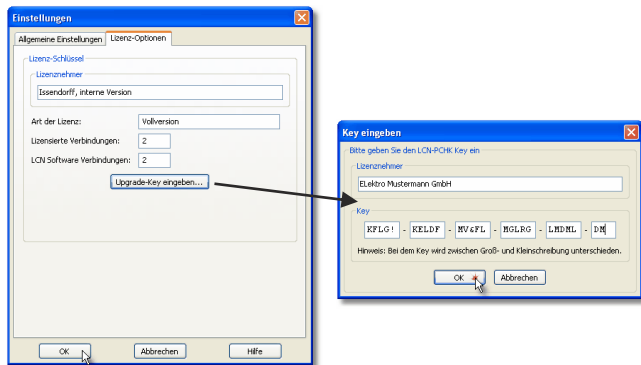 Einstellungen
Allgemeine Einstellungen Lizenz-Optionen
Lizenz-Schlüssel
Lizenznehmer
Issendorff, interne Version
Art der Lizenz: Vollversion
Lizensierte Verbindungen: 2
LCN Software Verbindungen: 2
Upgrade-Key eingeben...
OK Abbrechen Hilfe
Key eingeben
Bitte geben Sie den LCN-PCHK Key ein
Lizenznehmer
ELektro Mustermann GmbH
Key
KFLG! - KELDF - MV&FL - MGLRG - LMDML - DM
Hinweis: Bei dem Key wird zwischen Groß- und Kleinschreibung unterschieden.
OK Abbrechen